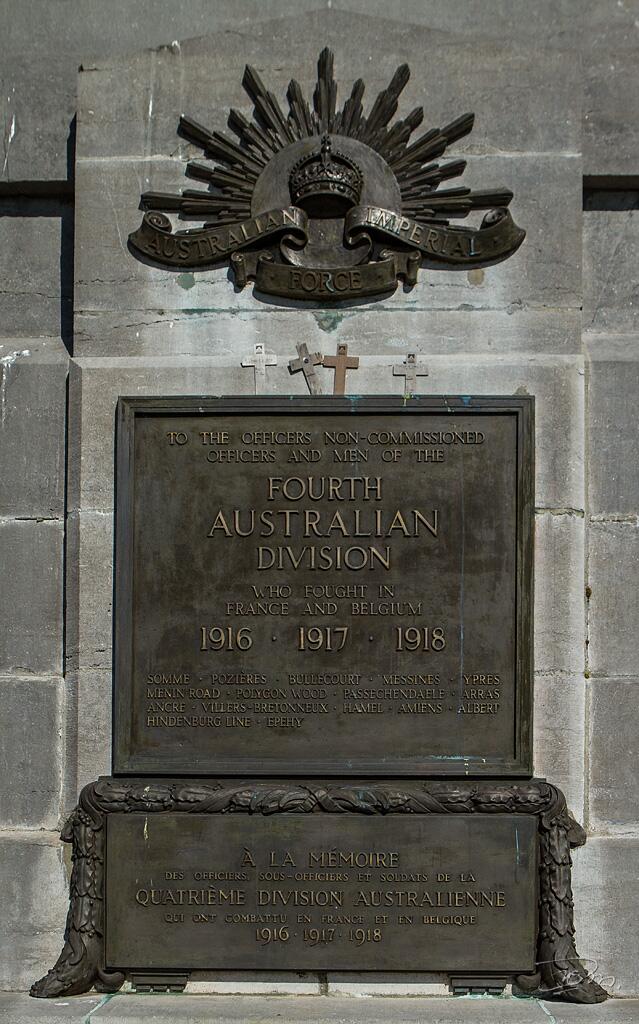 AUSTRALIAN IMPERIAL
FORCE
TO THE OFFICERS NON-COMMISSIONED
OFFICERS AND MEN OF THE
FOURTH
AUSTRALIAN
DIVISION
WHO FOUGHT IN
FRANCE AND BELGIUM
1916 · 1917 · 1918
SOMME · POZIÈRES · BULLECOURT · MESSINES · YPRES
MENIN ROAD · POLYGON WOOD · PASSECHENDAELE · ARRAS
ANCRE · VILLERS-BRETONNEUX · HAMEL · AMIENS · ALBERT
HINDENBURG LINE · EPEHY
À LA MÉMOIRE
DES OFFICIERS, SOUS-OFFICIERS ET SOLDATS DE LA
QUATRIÈME DIVISION AUSTRALIENNE
QUI ONT COMBATTU EN FRANCE ET EN BELGIQUE
1916 · 1917 · 1918